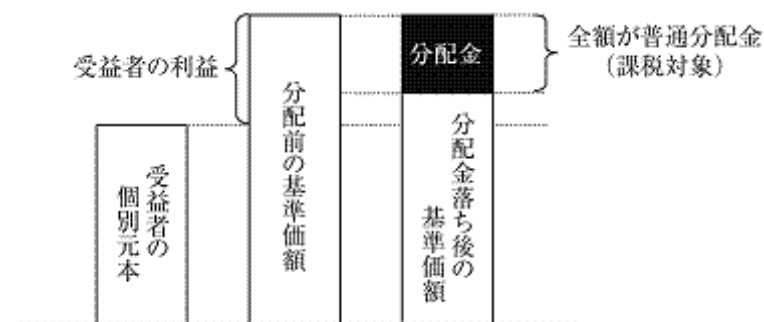 受益者の利益
分配金
全額が普通分配金
（課税対象）
受益者の
個別元本
分配前の基準価額
分配金落ち後の
基準価額